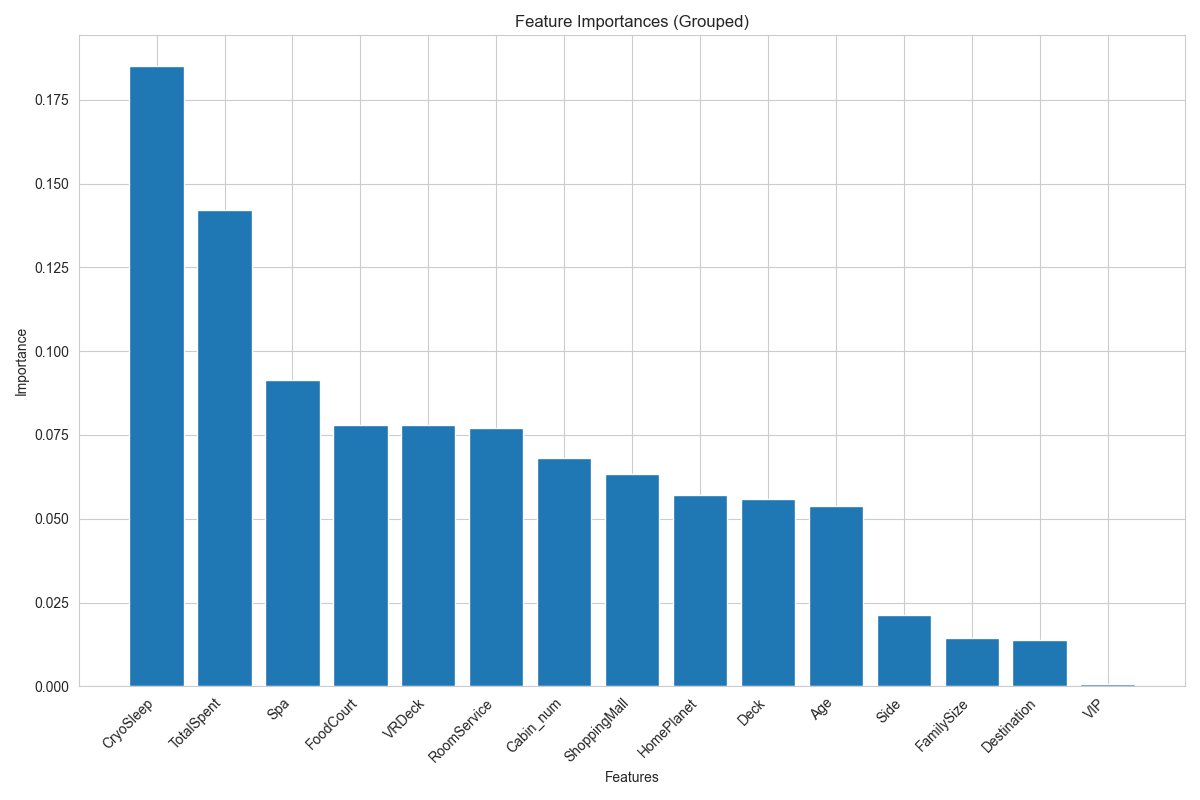 Feature Importances (Grouped)
0.175
0.150
0.125
0.100
0.075
0.050
0.025
0.000
Importance
CryoSleep
TotalSpent
Spa
FoodCourt
VRDeck
RoomService
Cabin_num
ShoppingMall
HomePlanet
Deck
Age
Side
FamilySize
Destination
VIP
Features